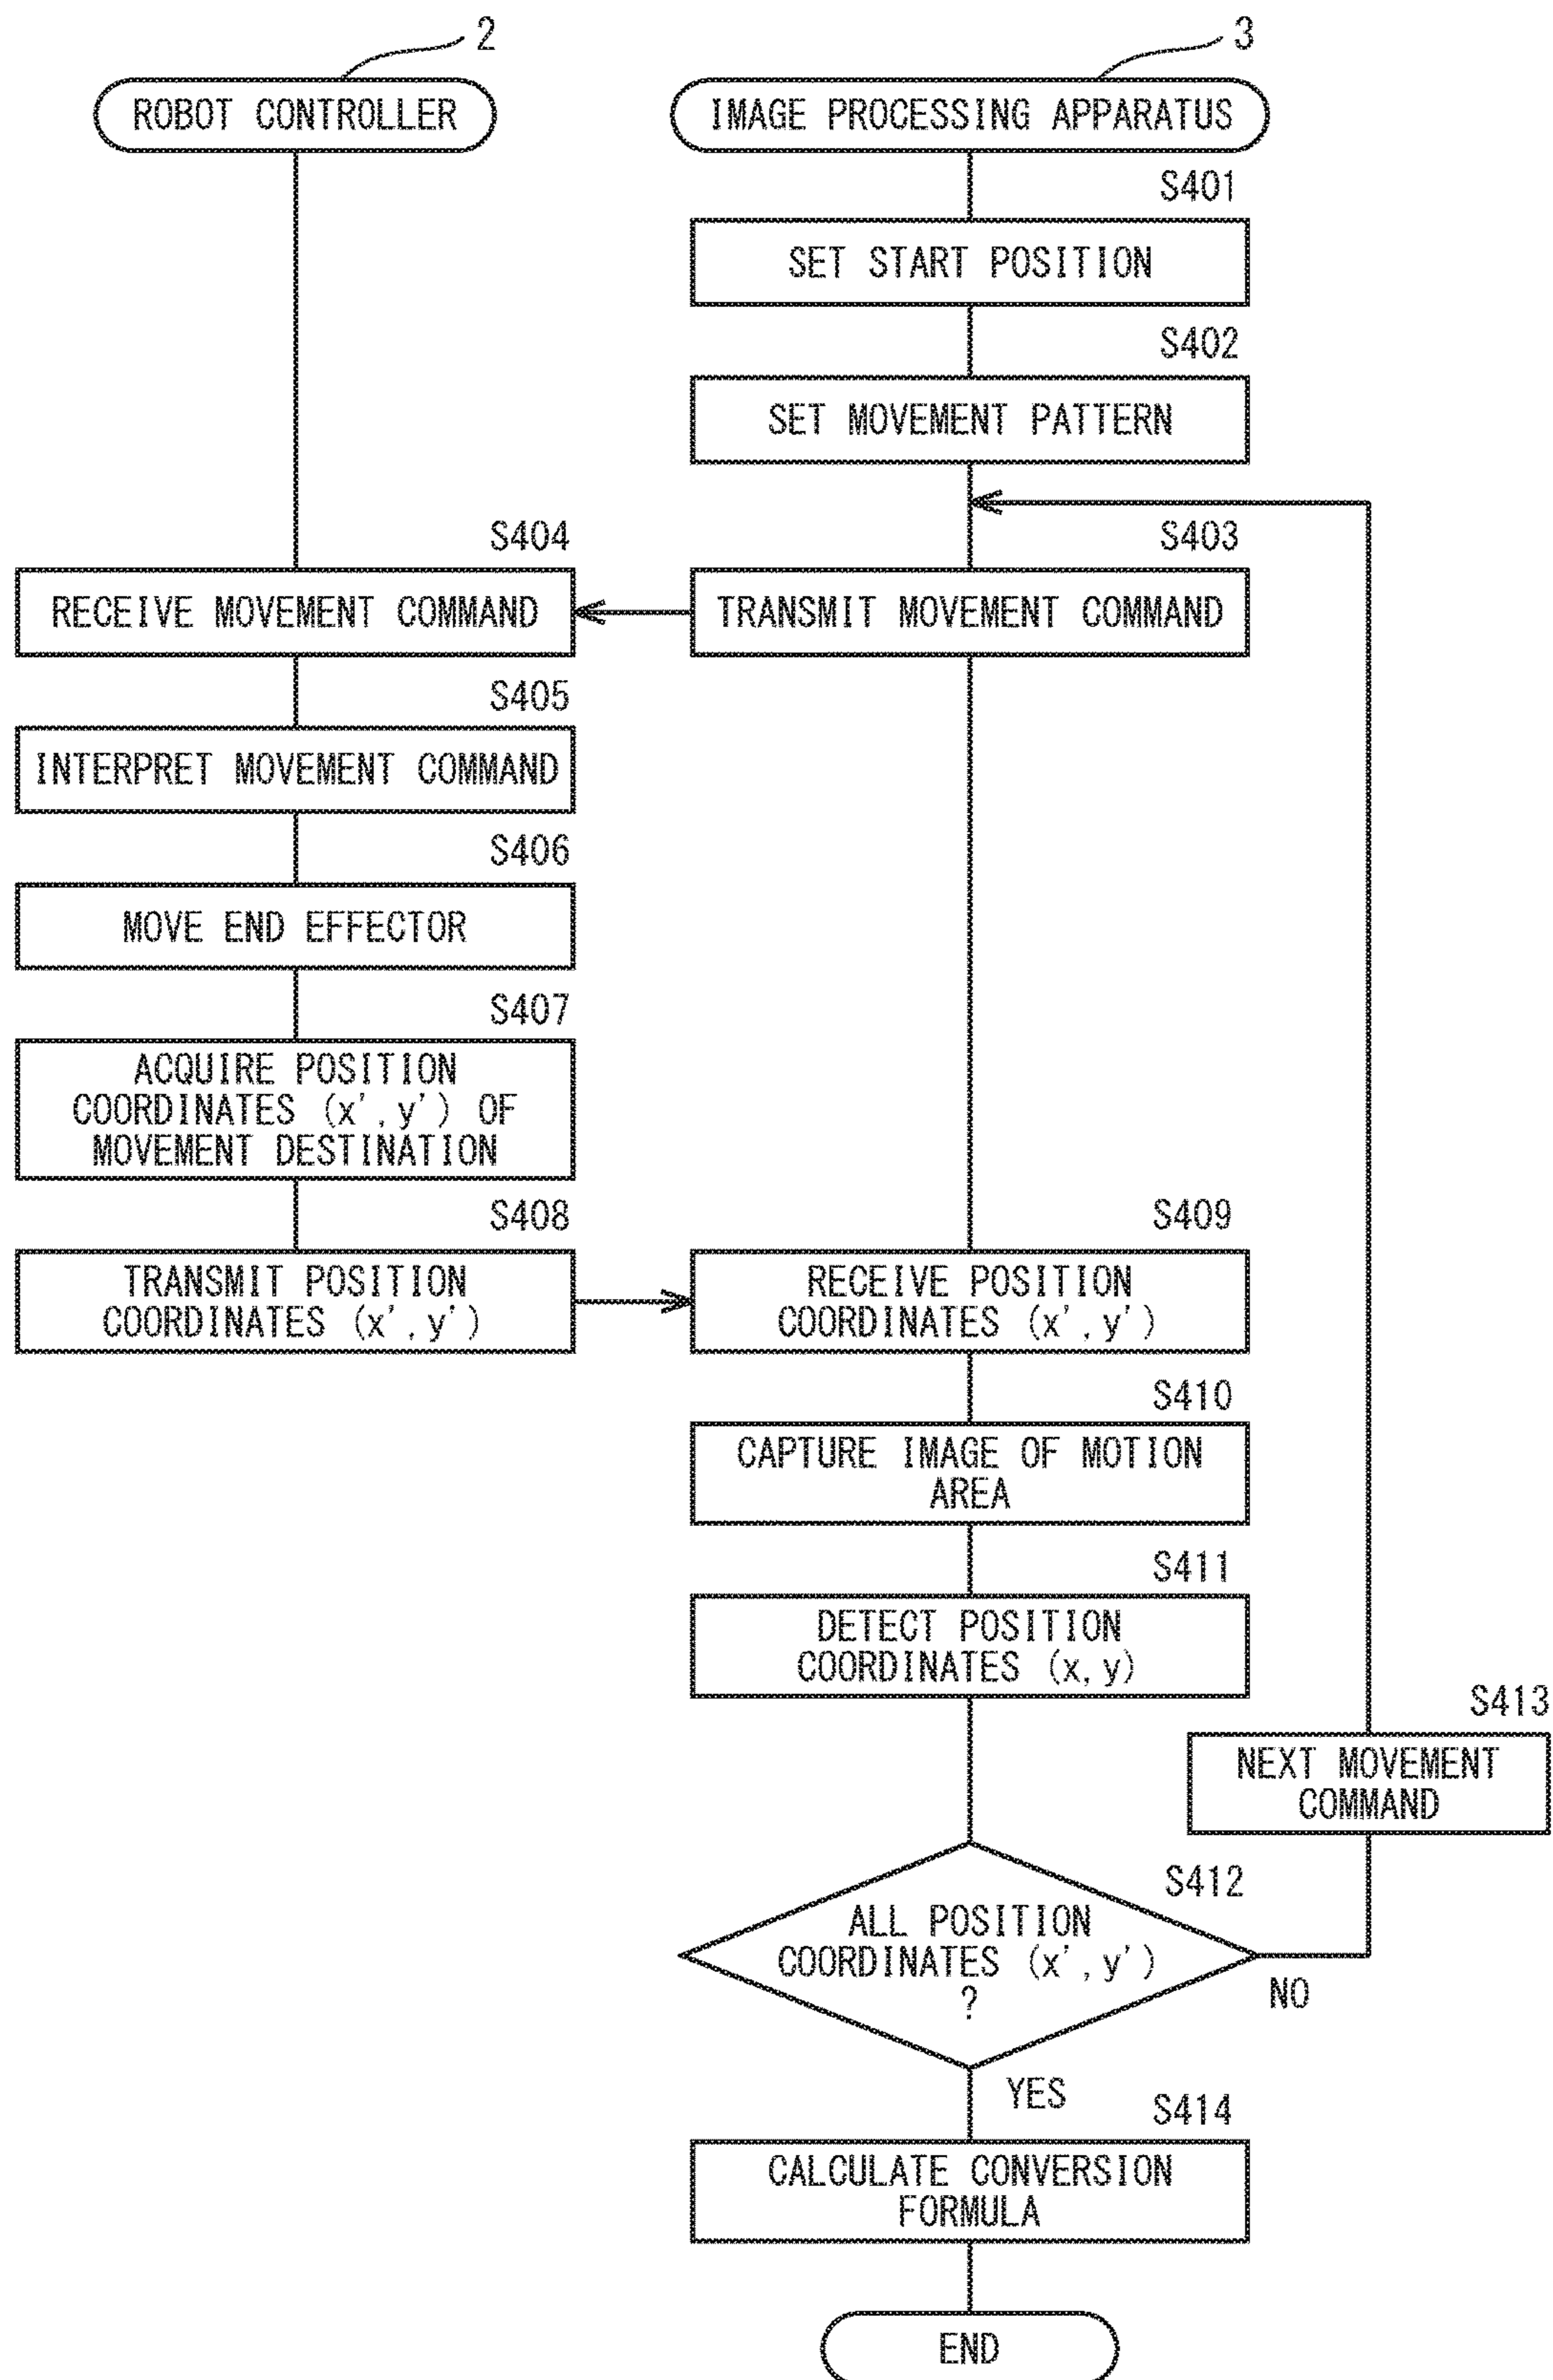 2
3
ROBOT CONTROLLER
IMAGE PROCESSING APPARATUS
S401
SET START POSITION
S402
SET MOVEMENT PATTERN
S404
S403
RECEIVE MOVEMENT COMMAND
TRANSMIT MOVEMENT COMMAND
S405
INTERPRET MOVEMENT COMMAND
S406
MOVE END EFFECTOR
S407
ACQUIRE POSITION
COORDINATES (x', y') OF
MOVEMENT DESTINATION
S408
TRANSMIT POSITION
COORDINATES (x', y')
S409
RECEIVE POSITION
COORDINATES (x', y')
S410
CAPTURE IMAGE OF MOTION
AREA
S411
DETECT POSITION
COORDINATES (x, y)
S413
NEXT MOVEMENT
COMMAND
S412
ALL POSITION
COORDINATES (x', y')
?
NO
YES
S414
CALCULATE CONVERSION
FORMULA
END